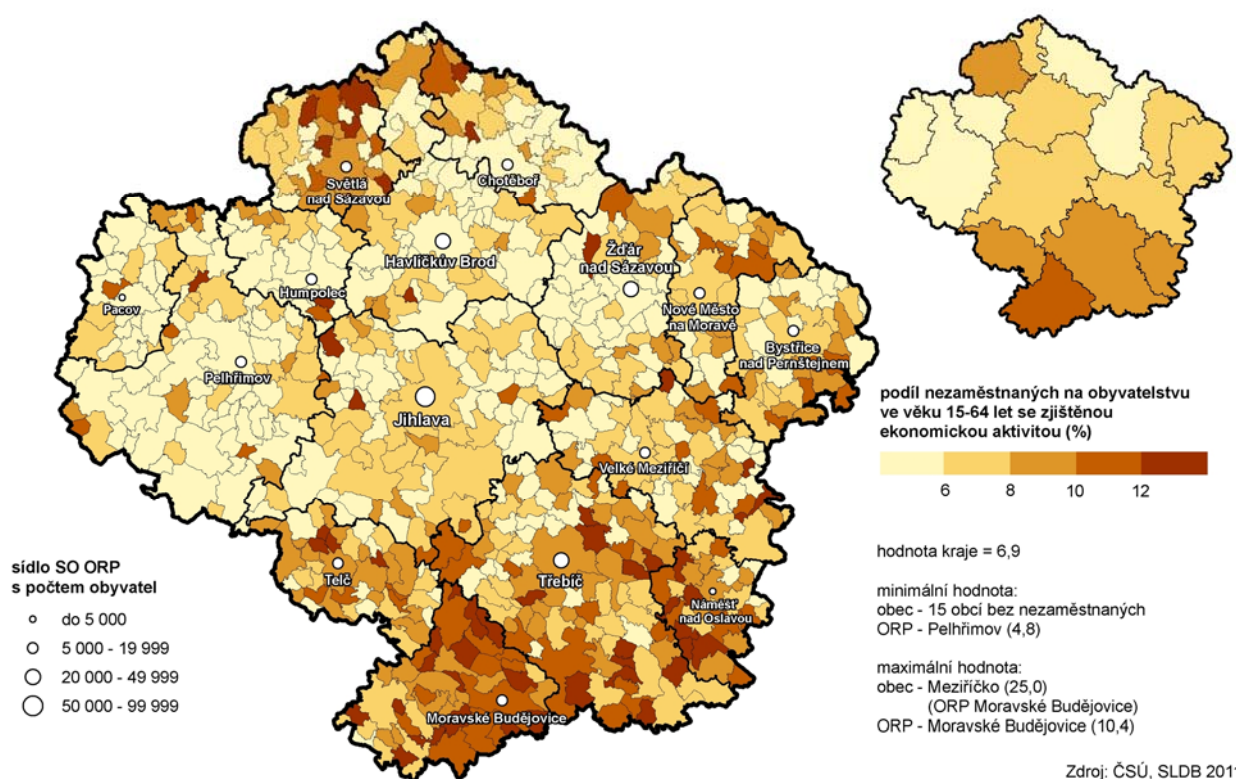 Světlá
nad Sázavou
Chotěboř
Havlíčkův Brod
Žďár
nad Sázavou
Humpolec
Pacov
Nové Město
na Moravě
Bystřice
nad Pernštejnem
Pelhřimov
Jihlava
Velké Meziříčí
Telč
Třebíč
Náměšť
nad Oslavou
Moravské Budějovice
sídlo SO ORP
s počtem obyvatel
do 5 000
5 000 - 19 999
20 000 - 49 999
50 000 - 99 999
podíl nezaměstnaných na obyvatelstvu
ve věku 15-64 let se zjištěnou
ekonomickou aktivitou (%)
6 8 10 12
hodnota kraje = 6,9
minimální hodnota:
obec - 15 obcí bez nezaměstnaných
ORP - Pelhřimov (4,8)
maximální hodnota:
obec - Meziříčko (25,0)
(ORP Moravské Budějovice)
ORP - Moravské Budějovice (10,4)
Zdroj: ČSÚ, SLDB 2011